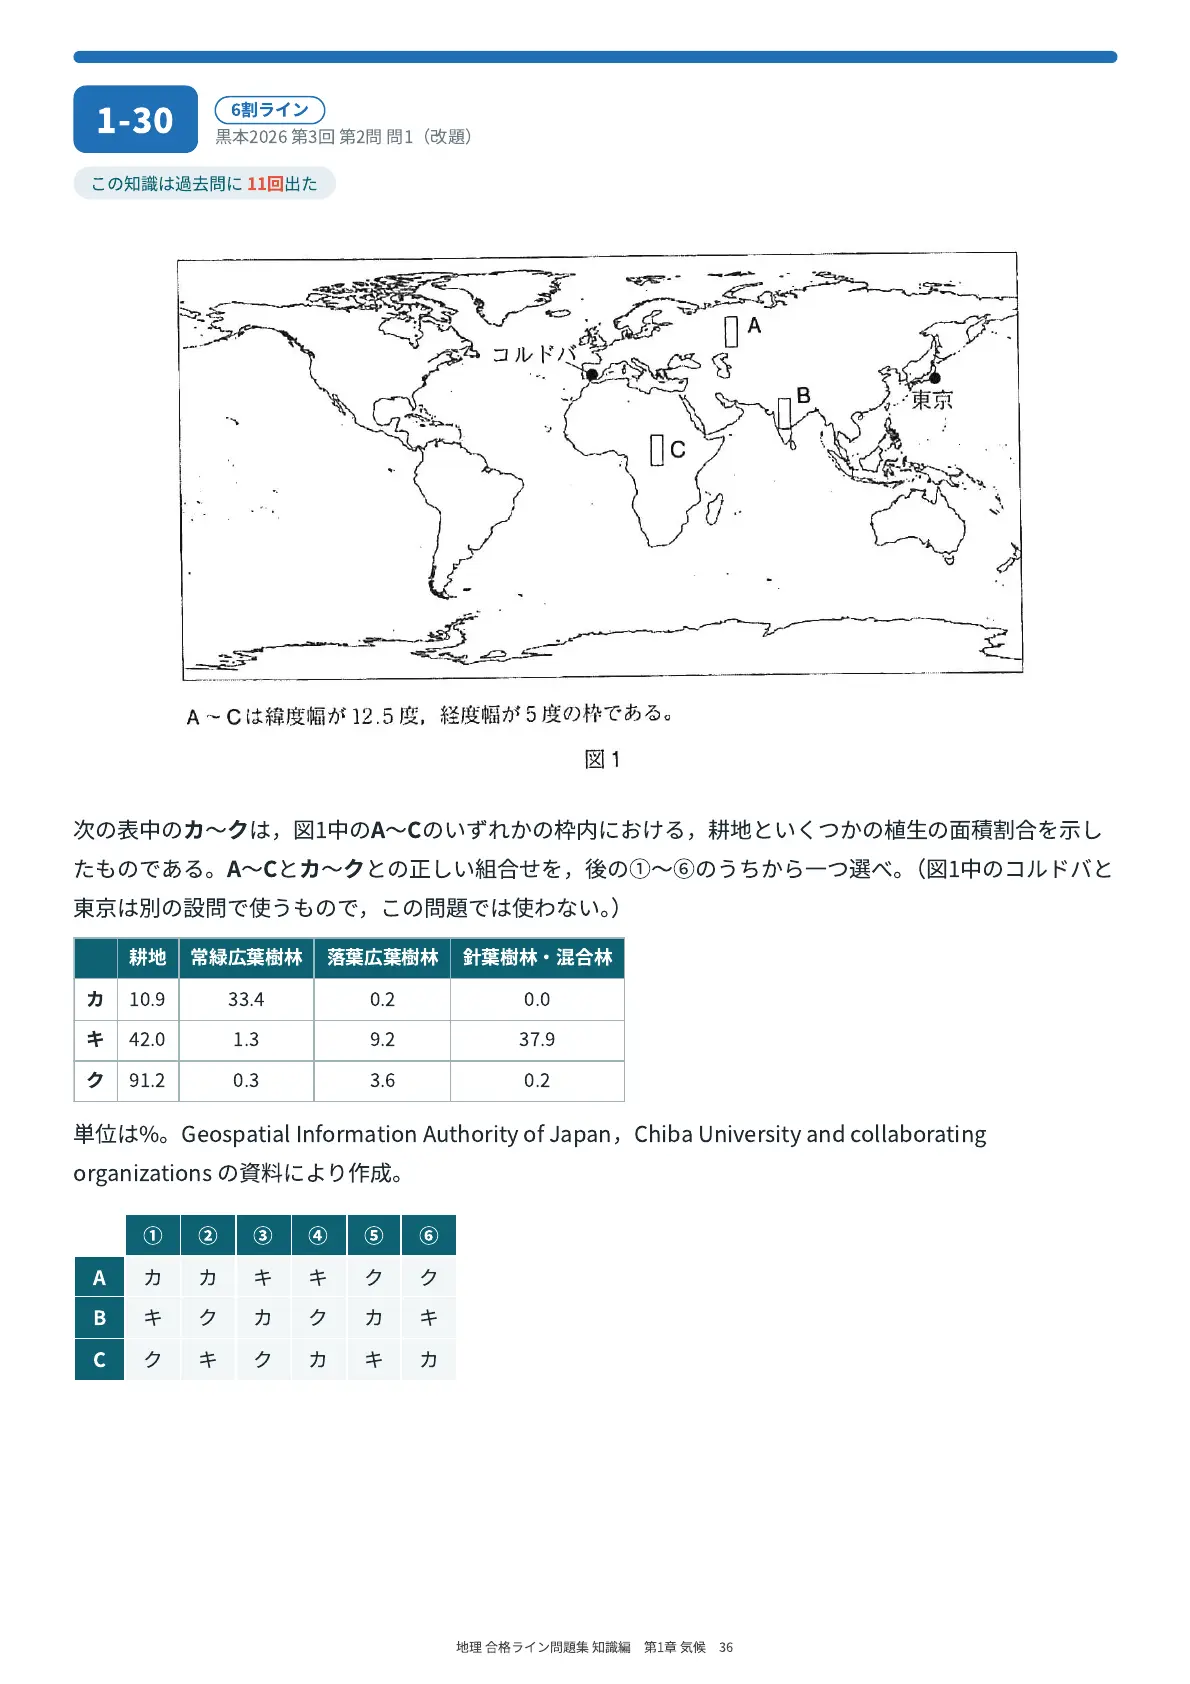 1-30
6割ライン
黒本2026 第3回 第2問 問1（改題）
この知識は過去問に 11回出た
A
コルドバ
B
東京
C
A～Cは緯度幅が12.5度，経度幅が5度の枠である。
図1
次の表中のカ～クは，図1中のA～Cのいずれかの枠内における，耕地といくつかの植生の面積割合を示し
たものである。A～Cとカ～クとの正しい組合せを，後の①～⑥のうちから一つ選べ。（図1中のコルドバと
東京は別の設問で使うもので，この問題では使わない。）
耕地 常緑広葉樹林 落葉広葉樹林 針葉樹林・混合林
カ 10.9 33.4 0.2 0.0
キ 42.0 1.3 9.2 37.9
ク 91.2 0.3 3.6 0.2
単位は%。Geospatial Information Authority of Japan，Chiba University and collaborating
organizations の資料により作成。
① ② ③ ④ ⑤ ⑥
A カ カ キ キ ク ク
B キ ク カ ク カ キ
C ク キ ク カ キ カ
地理 合格ライン問題集 知識編 第1章 気候 36